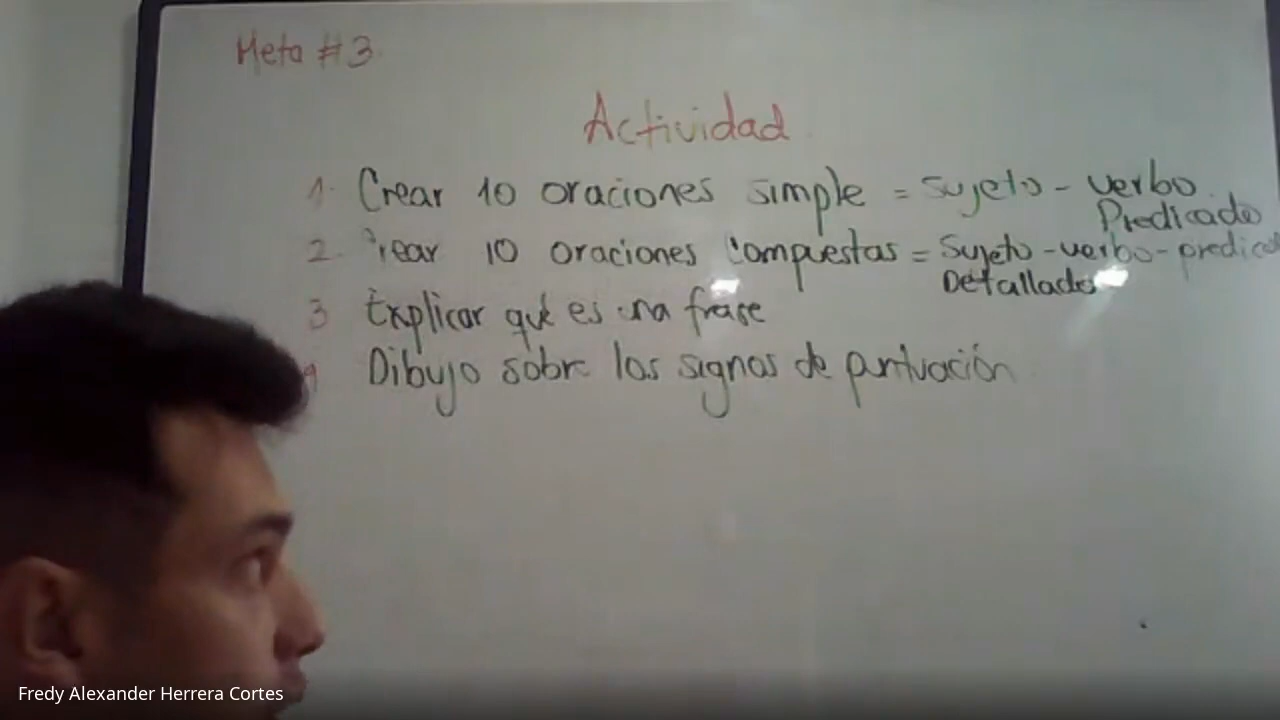 Meta #3
Actividad
1. Crear 10 oraciones simple = Sujeto - verbo
Predicado
2. Crear 10 oraciones Compuestas = Sujeto - verbo - predicado
Detallado
3 Explicar qué es una frase
4 Dibujo sobre los signos de puntuación
Fredy Alexander Herrera Cortes